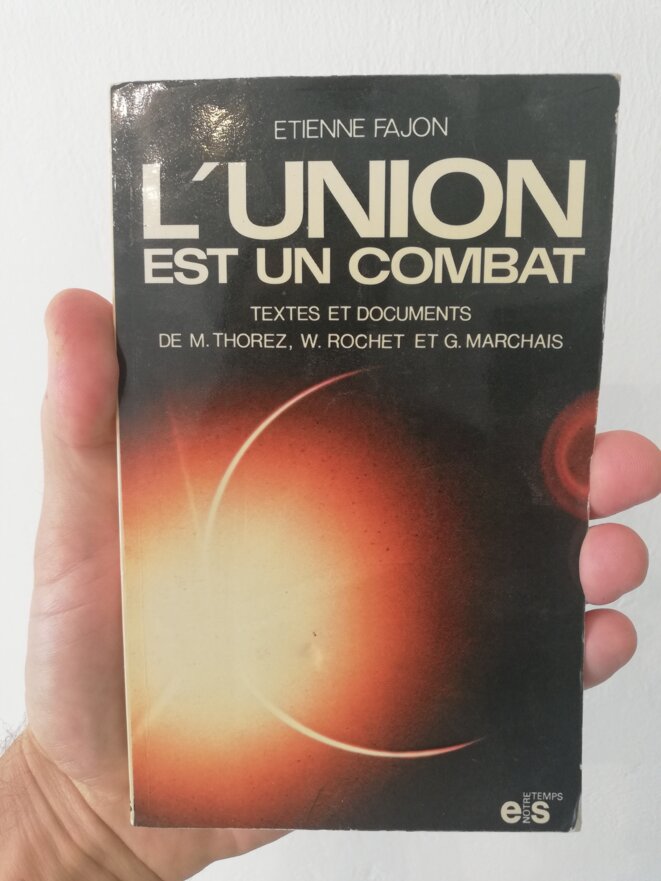 ETIENNE FAJON
L'UNION
EST UN COMBAT
TEXTES ET DOCUMENTS
DE M. THOREZ, W. ROCHET ET G. MARCHAIS
NOTRE TEMPS
es